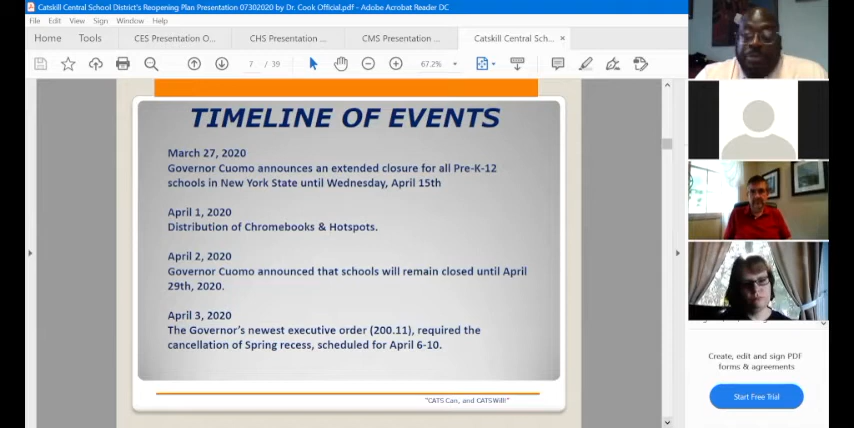 Catskill Central School District's Reopening Plan Presentation 07302020 by Dr. Cook Official.pdf - Adobe Acrobat Reader DC
File Edit View Sign Window Help
Home Tools CES Presentation O... CHS Presentation ... CMS Presentation ... Catskill Central Sch... ×
7 / 39 67.2%
TIMELINE OF EVENTS
March 27, 2020
Governor Cuomo announces an extended closure for all Pre-K-12
schools in New York State until Wednesday, April 15th
April 1, 2020
Distribution of Chromebooks & Hotspots.
April 2, 2020
Governor Cuomo announced that schools will remain closed until April
29th, 2020.
April 3, 2020
The Governor's newest executive order (200.11), required the
cancellation of Spring recess, scheduled for April 6-10.
"CATS Can, and CATS Will!"
Create, edit and sign PDF
forms & agreements
Start Free Trial